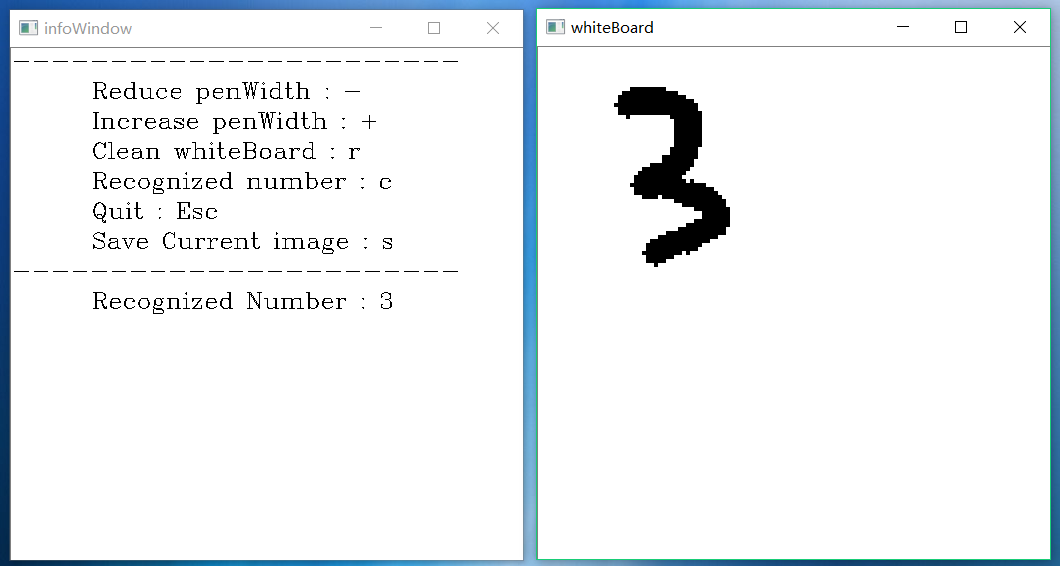 infoWindow
-----------------------
Reduce penWidth : -
Increase penWidth : +
Clean whiteBoard : r
Recognized number : c
Quit : Esc
Save Current image : s
-----------------------
Recognized Number : 3
whiteBoard
3